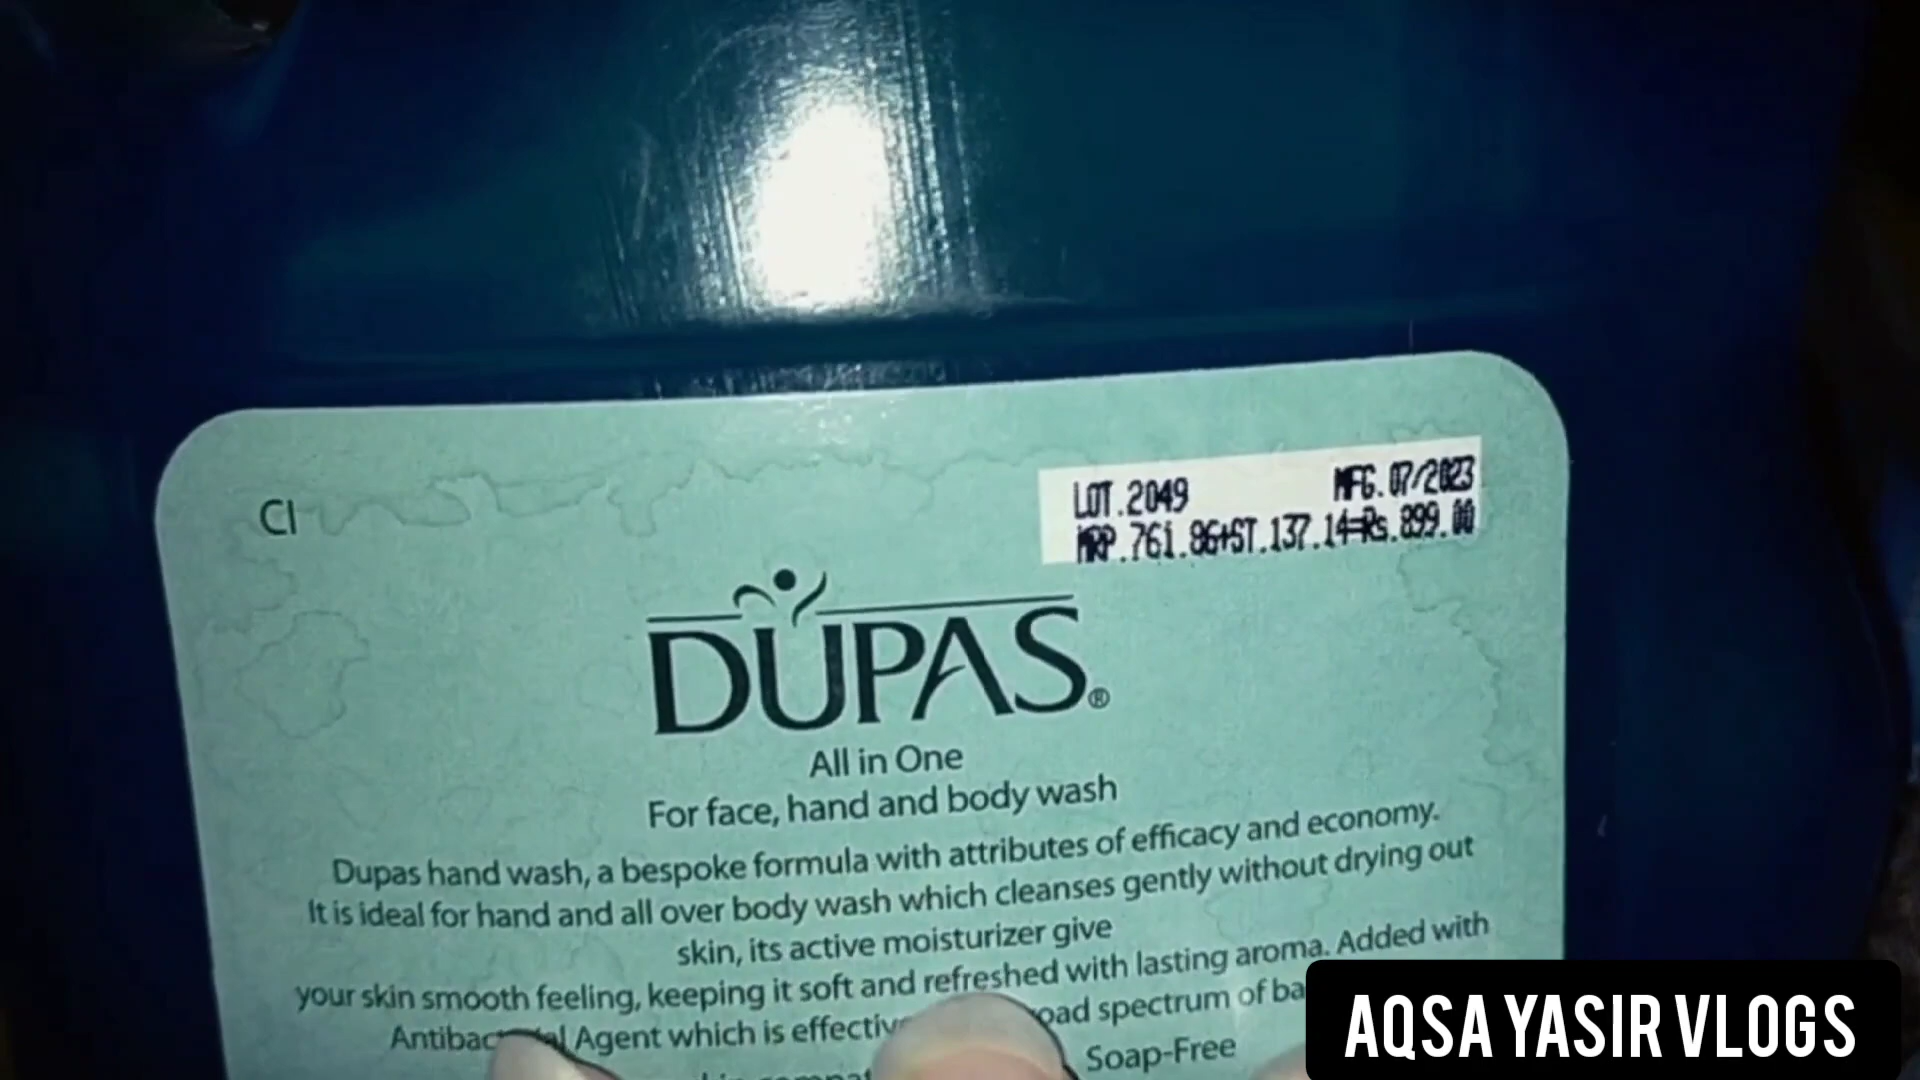 CI
LOT.2049 MFG.07/2023
MRP.761.86+ST.137.14=Rs.899.00
DUPAS®
All in One
For face, hand and body wash
Dupas hand wash, a bespoke formula with attributes of efficacy and economy.
It is ideal for hand and all over body wash which cleanses gently without drying out
skin, its active moisturizer give
your skin smooth feeling, keeping it soft and refreshed with lasting aroma. Added with
Agent which is spectrum of
Soap-Free
AQSA YASIR VLOGS